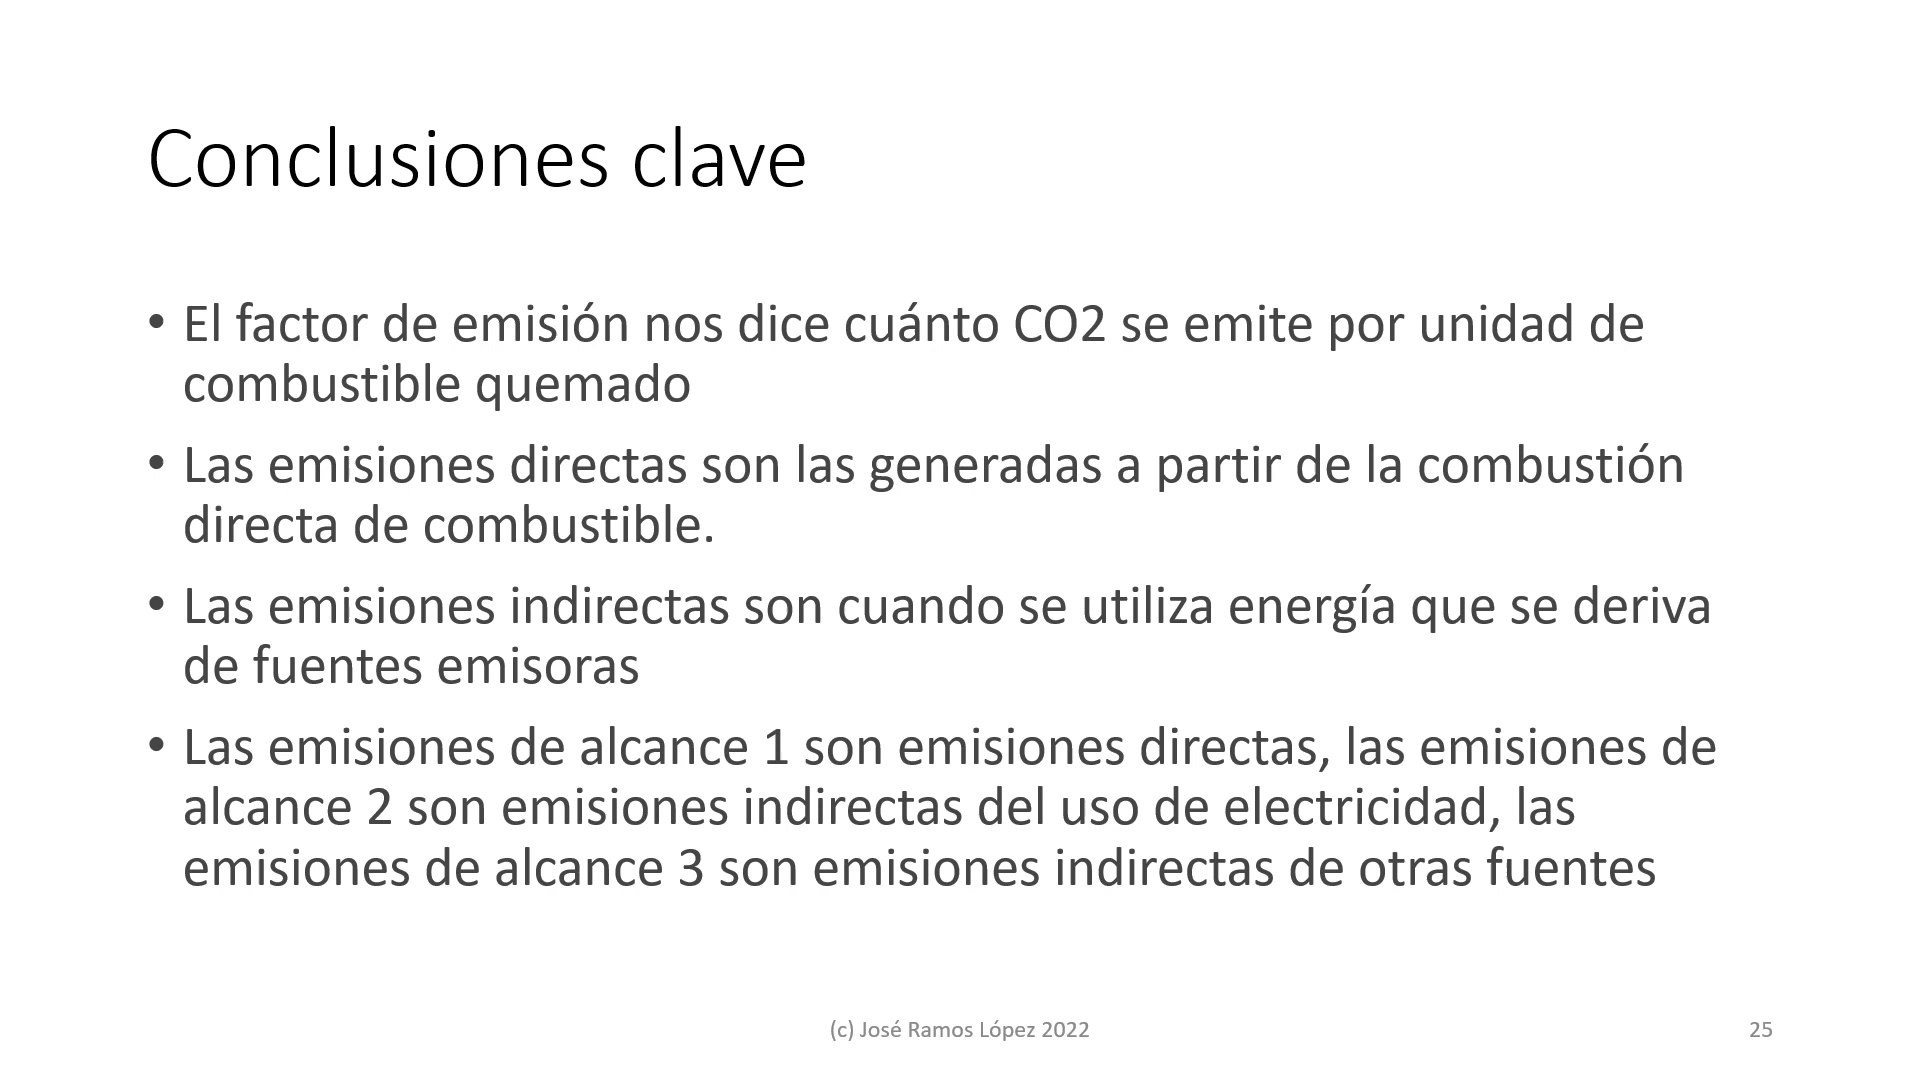 Conclusiones clave
• El factor de emisión nos dice cuánto CO2 se emite por unidad de
combustible quemado
• Las emisiones directas son las generadas a partir de la combustión
directa de combustible.
• Las emisiones indirectas son cuando se utiliza energía que se deriva
de fuentes emisoras
• Las emisiones de alcance 1 son emisiones directas, las emisiones de
alcance 2 son emisiones indirectas del uso de electricidad, las
emisiones de alcance 3 son emisiones indirectas de otras fuentes
(c) José Ramos López 2022
25